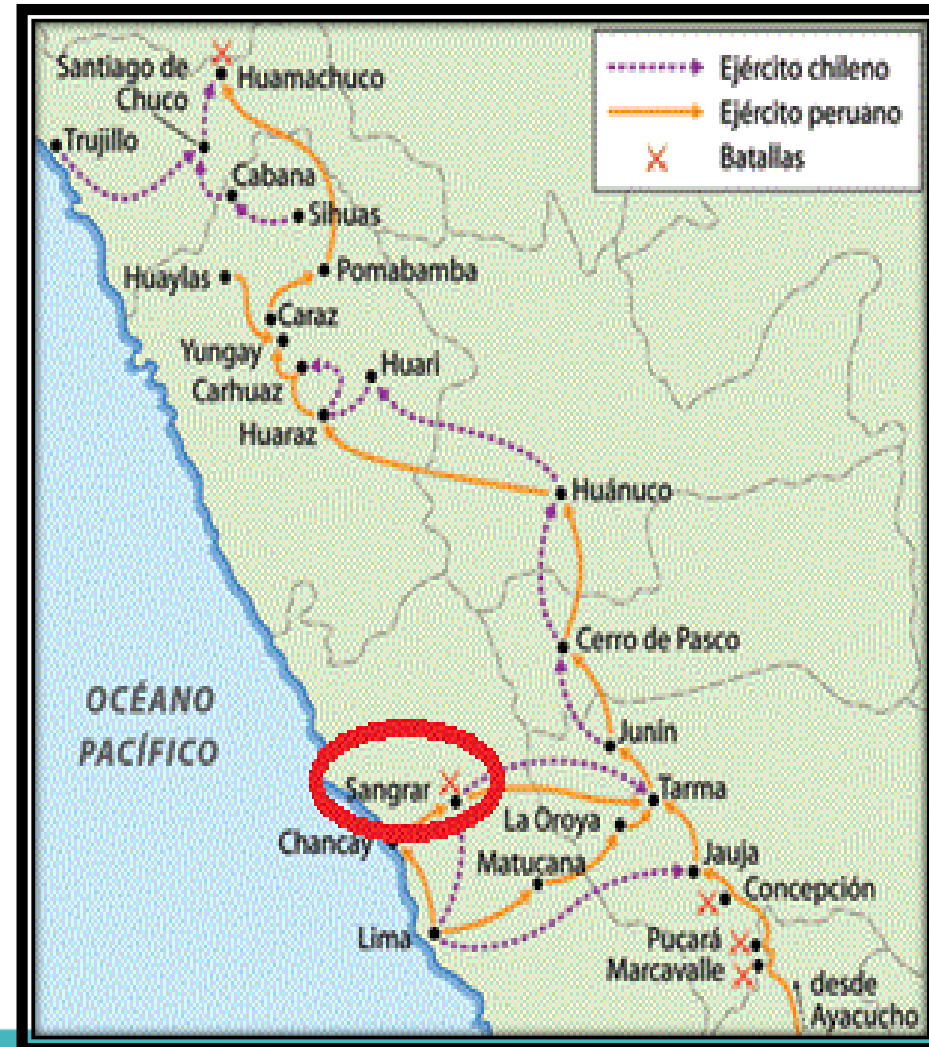 Santiago de
Chuco
Huamachuco
Ejército chileno
Ejército peruano
Batallas
Trujillo
Cabana
Sihuas
Huaylas
Pomabamba
Caraz
Yungay
Huari
Carhuaz
Huaraz
Huánuco
Cerro de Pasco
OCÉANO
PACÍFICO
Junín
Sangrar
Tarma
La Oroya
Chancay
Matucana
Jauja
Concepción
Lima
Pucará
Marcavalle
desde
Ayacucho